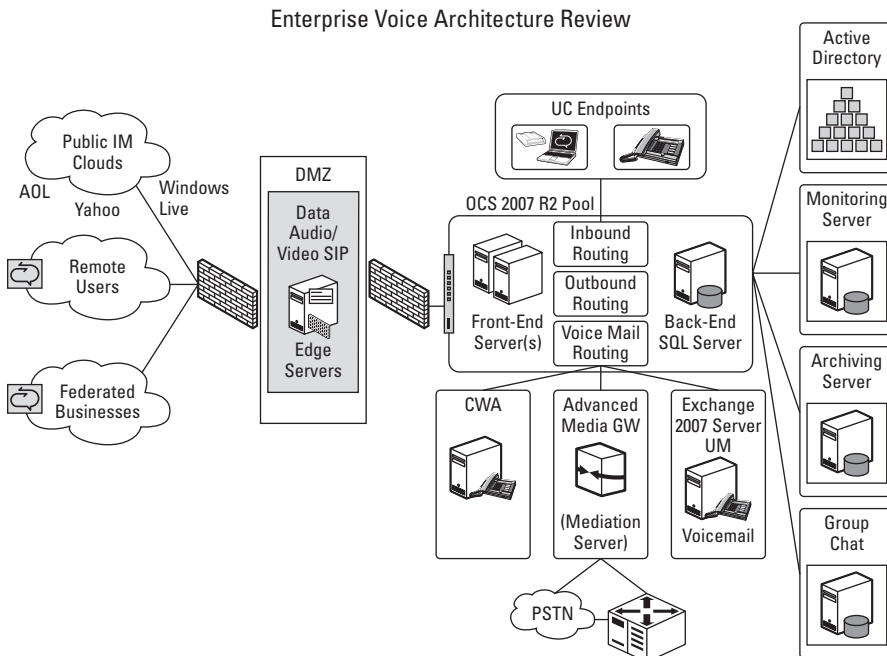 Enterprise Voice Architecture Review
Public IM
Clouds
AOL
Yahoo
Windows
Live
Remote
Users
Federated
Businesses
DMZ
Data
Audio/
Video SIP
Edge
Servers
UC Endpoints
OCS 2007 R2 Pool
Front-End
Server(s)
Inbound
Routing
Outbound
Routing
Voice Mail
Routing
Back-End
SQL Server
CWA
Advanced
Media GW
(Mediation
Server)
Exchange
2007 Server
UM
Voicemail
PSTN
Active
Directory
Monitoring
Server
Archiving
Server
Group
Chat